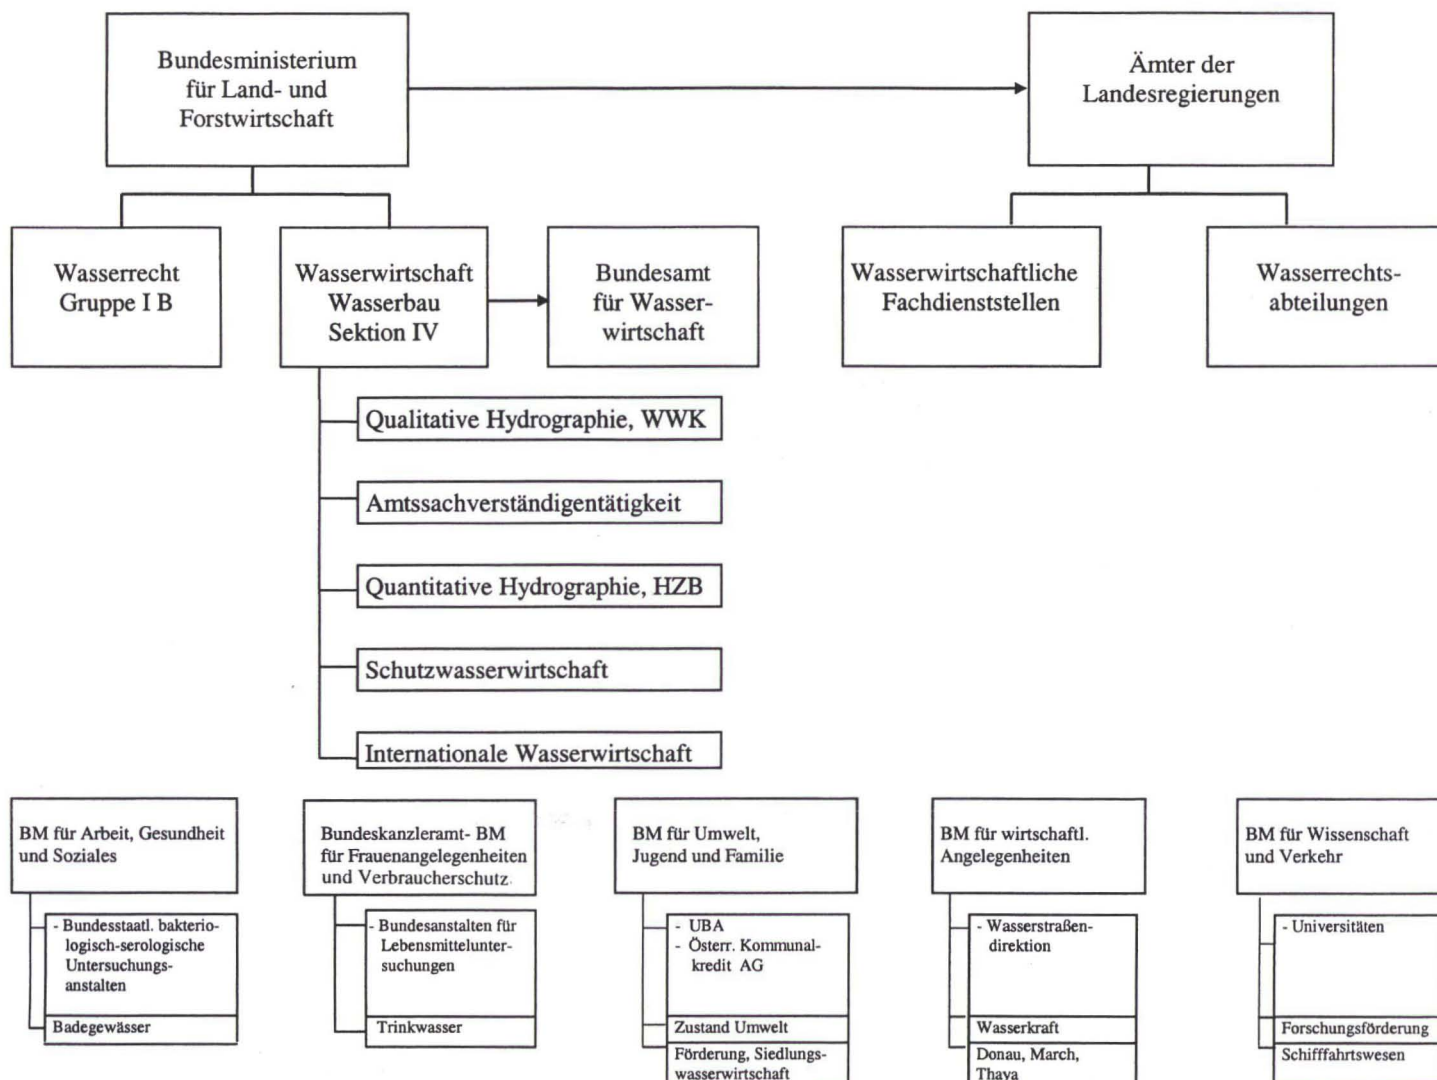 Bundesministerium
für Land- und
Forstwirtschaft
Ämter der
Landesregierungen
Wasserrecht
Gruppe I B
Wasserwirtschaft
Wasserbau
Sektion IV
Bundesamt
für Wasser-
wirtschaft
Wasserwirtschaftliche
Fachdienststellen
Wasserrechts-
abteilungen
Qualitative Hydrographie, WWK
Amtssachverständigentätigkeit
Quantitative Hydrographie, HZB
Schutzwasserwirtschaft
Internationale Wasserwirtschaft
BM für Arbeit, Gesundheit
und Soziales
- Bundesstaatl. bakterio-
logisch-serologische
Untersuchungs-
anstalten
Badegewässer
Bundeskanzleramt- BM
für Frauenangelegenheiten
und Verbraucherschutz
- Bundesanstalten für
Lebensmittelunter-
suchungen
Trinkwasser
BM für Umwelt,
Jugend und Familie
- UBA
- Österr. Kommunal-
kredit AG
Zustand Umwelt
Förderung, Siedlungs-
wasserwirtschaft
BM für wirtschaftl.
Angelegenheiten
- Wasserstraßen-
direktion
Wasserkraft
Donau, March,
Thaya
BM für Wissenschaft
und Verkehr
- Universitäten
Forschungsförderung
Schifffahrtswesen